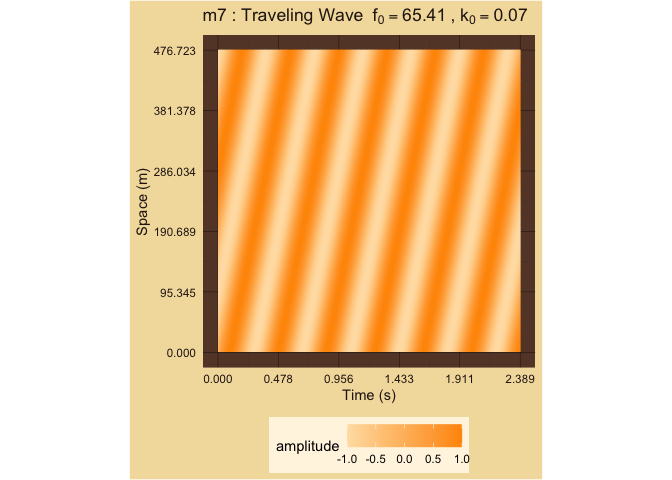 m7 : Traveling Wave f₀ = 65.41 , k₀ = 0.07
Space (m)
476.723
381.378
286.034
190.689
95.345
0.000
0.000 0.478 0.956 1.433 1.911 2.389
Time (s)
amplitude
-1.0 -0.5 0.0 0.5 1.0